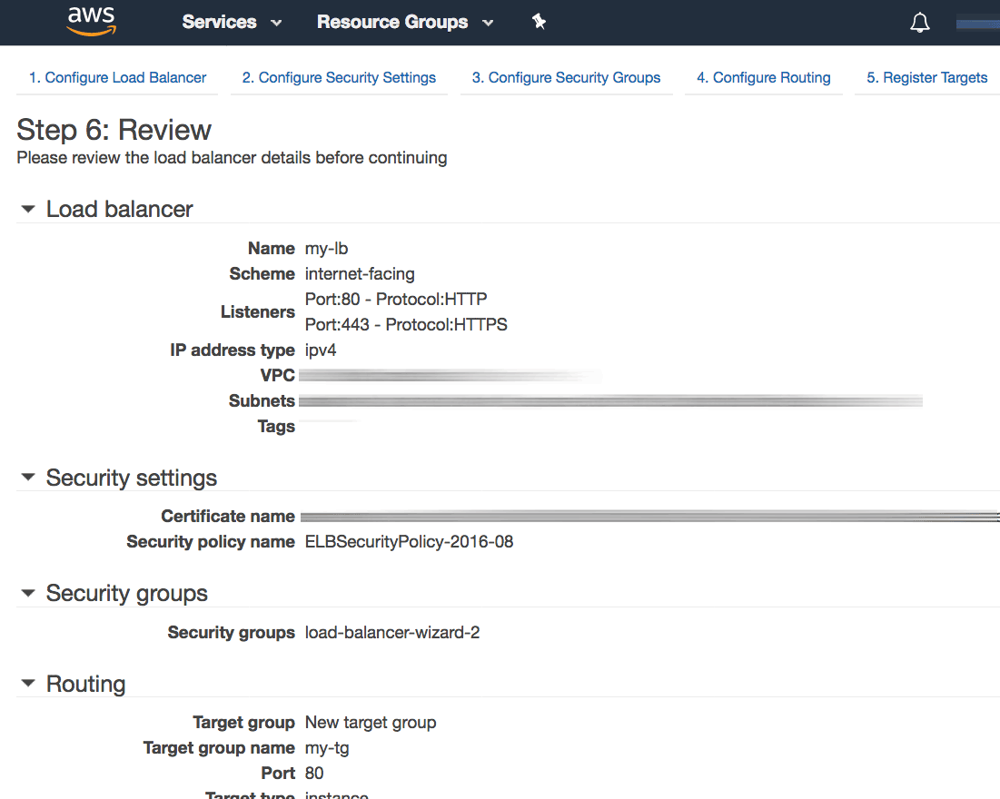 aws Services Resource Groups
1. Configure Load Balancer 2. Configure Security Settings 3. Configure Security Groups 4. Configure Routing 5. Register Targets
Step 6: Review
Please review the load balancer details before continuing
Load balancer
Name my-lb
Scheme internet-facing
Listeners Port:80 - Protocol:HTTP
Port:443 - Protocol:HTTPS
IP address type ipv4
VPC
Subnets
Tags
Security settings
Certificate name
Security policy name ELBSecurityPolicy-2016-08
Security groups
Security groups load-balancer-wizard-2
Routing
Target group New target group
Target group name my-tg
Port 80
Target type instance